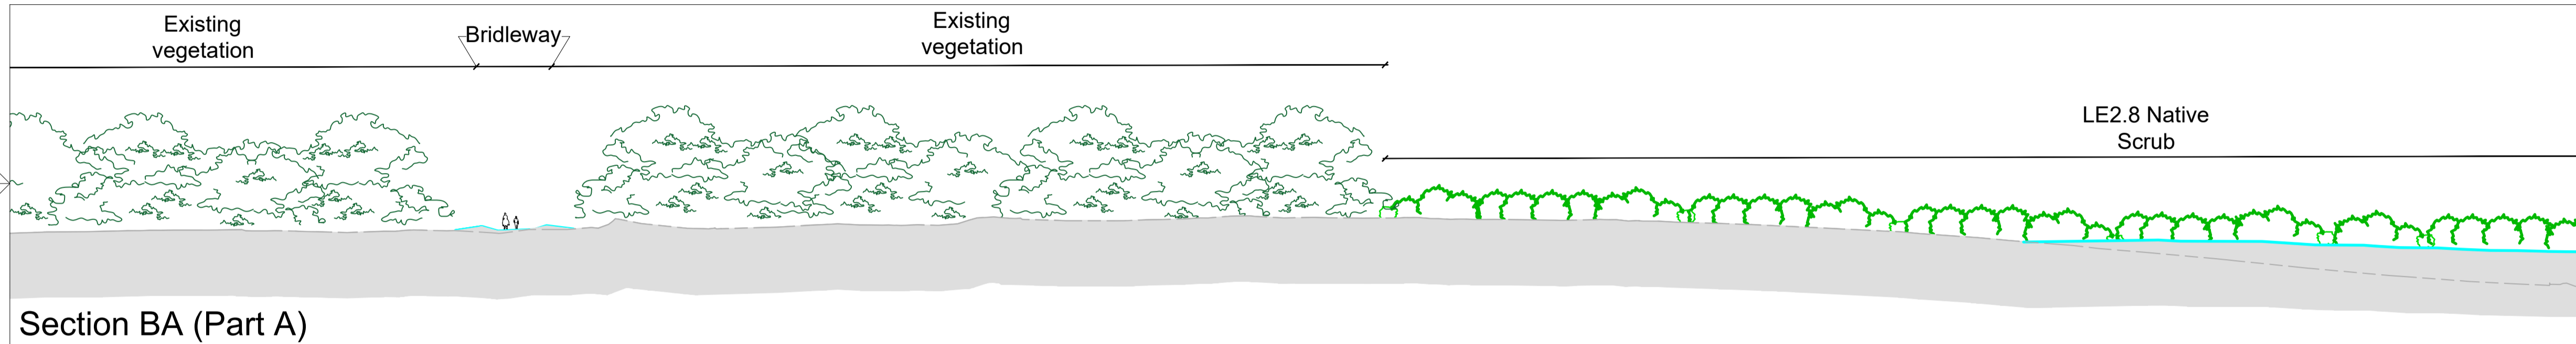 Existing
vegetation
Bridleway
Existing
vegetation
LE2.8 Native
Scrub
Section BA (Part A)